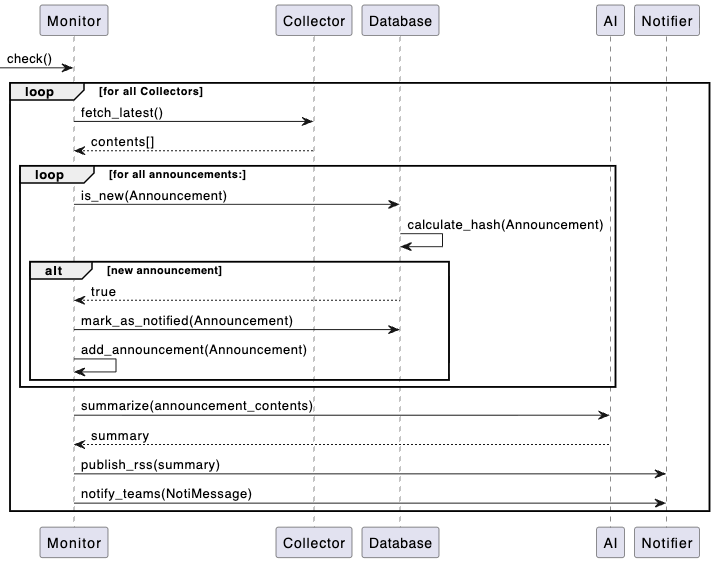 Monitor
Collector
Database
AI
Notifier
check()
loop [for all Collectors]
fetch_latest()
contents[]
loop [for all announcements:]
is_new(Announcement)
calculate_hash(Announcement)
alt [new announcement]
true
mark_as_notified(Announcement)
add_announcement(Announcement)
summarize(announcement_contents)
summary
publish_rss(summary)
notify_teams(NotiMessage)
Monitor
Collector
Database
AI
Notifier